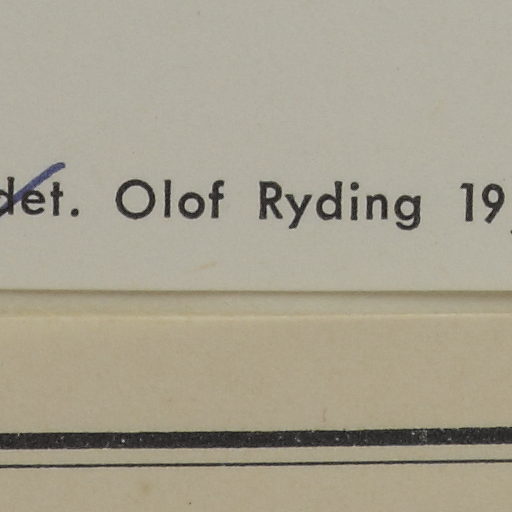 det. Olof Ryding 19